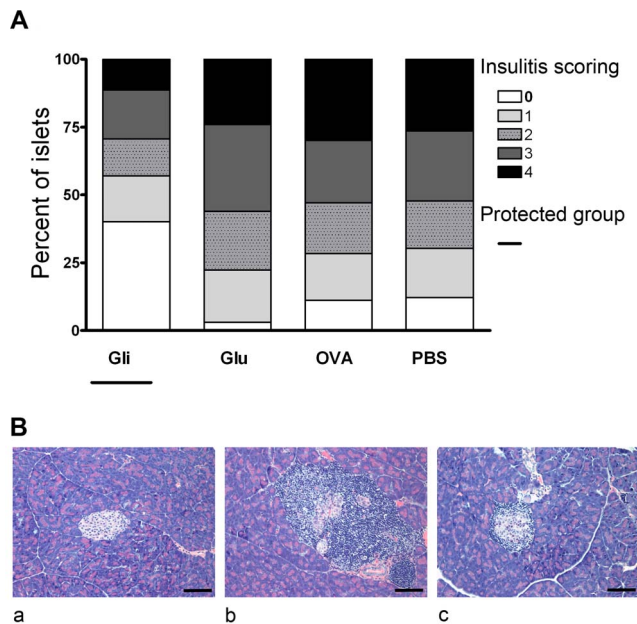 A
Percent of islets
100
75
50
25
0
Gli
Glu
OVA
PBS
Insulitis scoring
0
1
2
3
4
Protected group
B
a
b
c